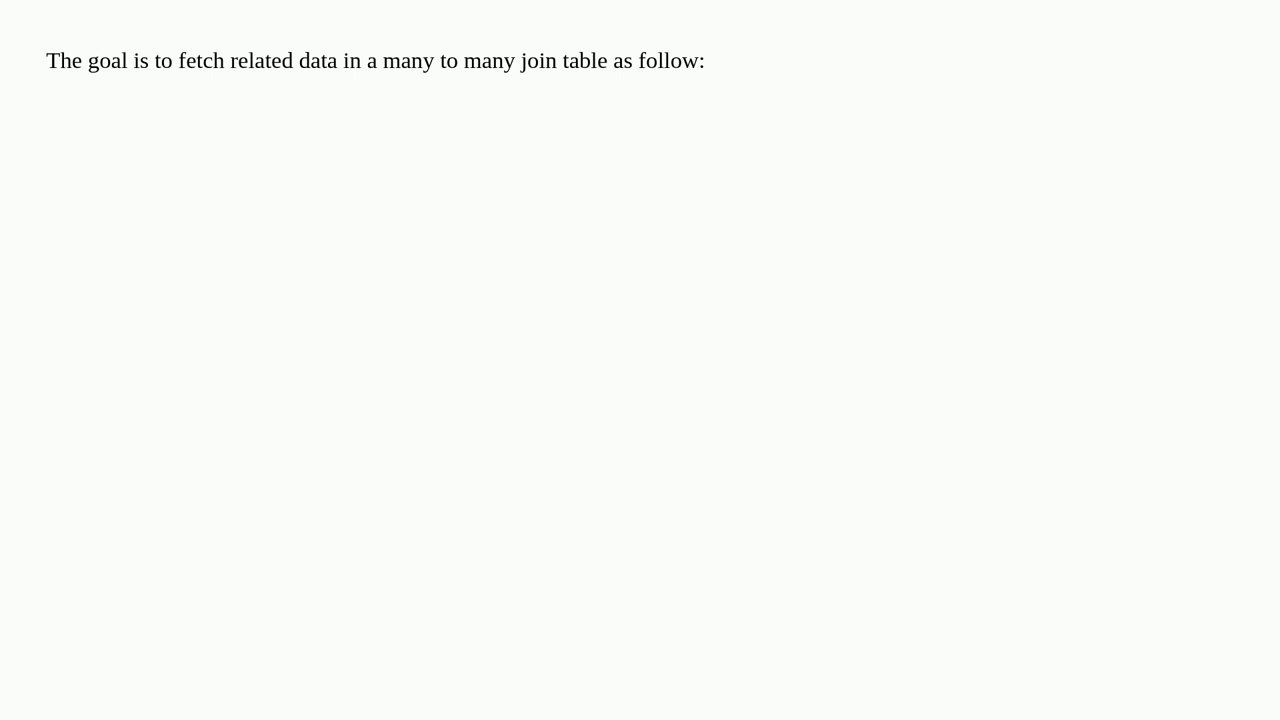 The goal is to fetch related data in a many to many join table as follow: